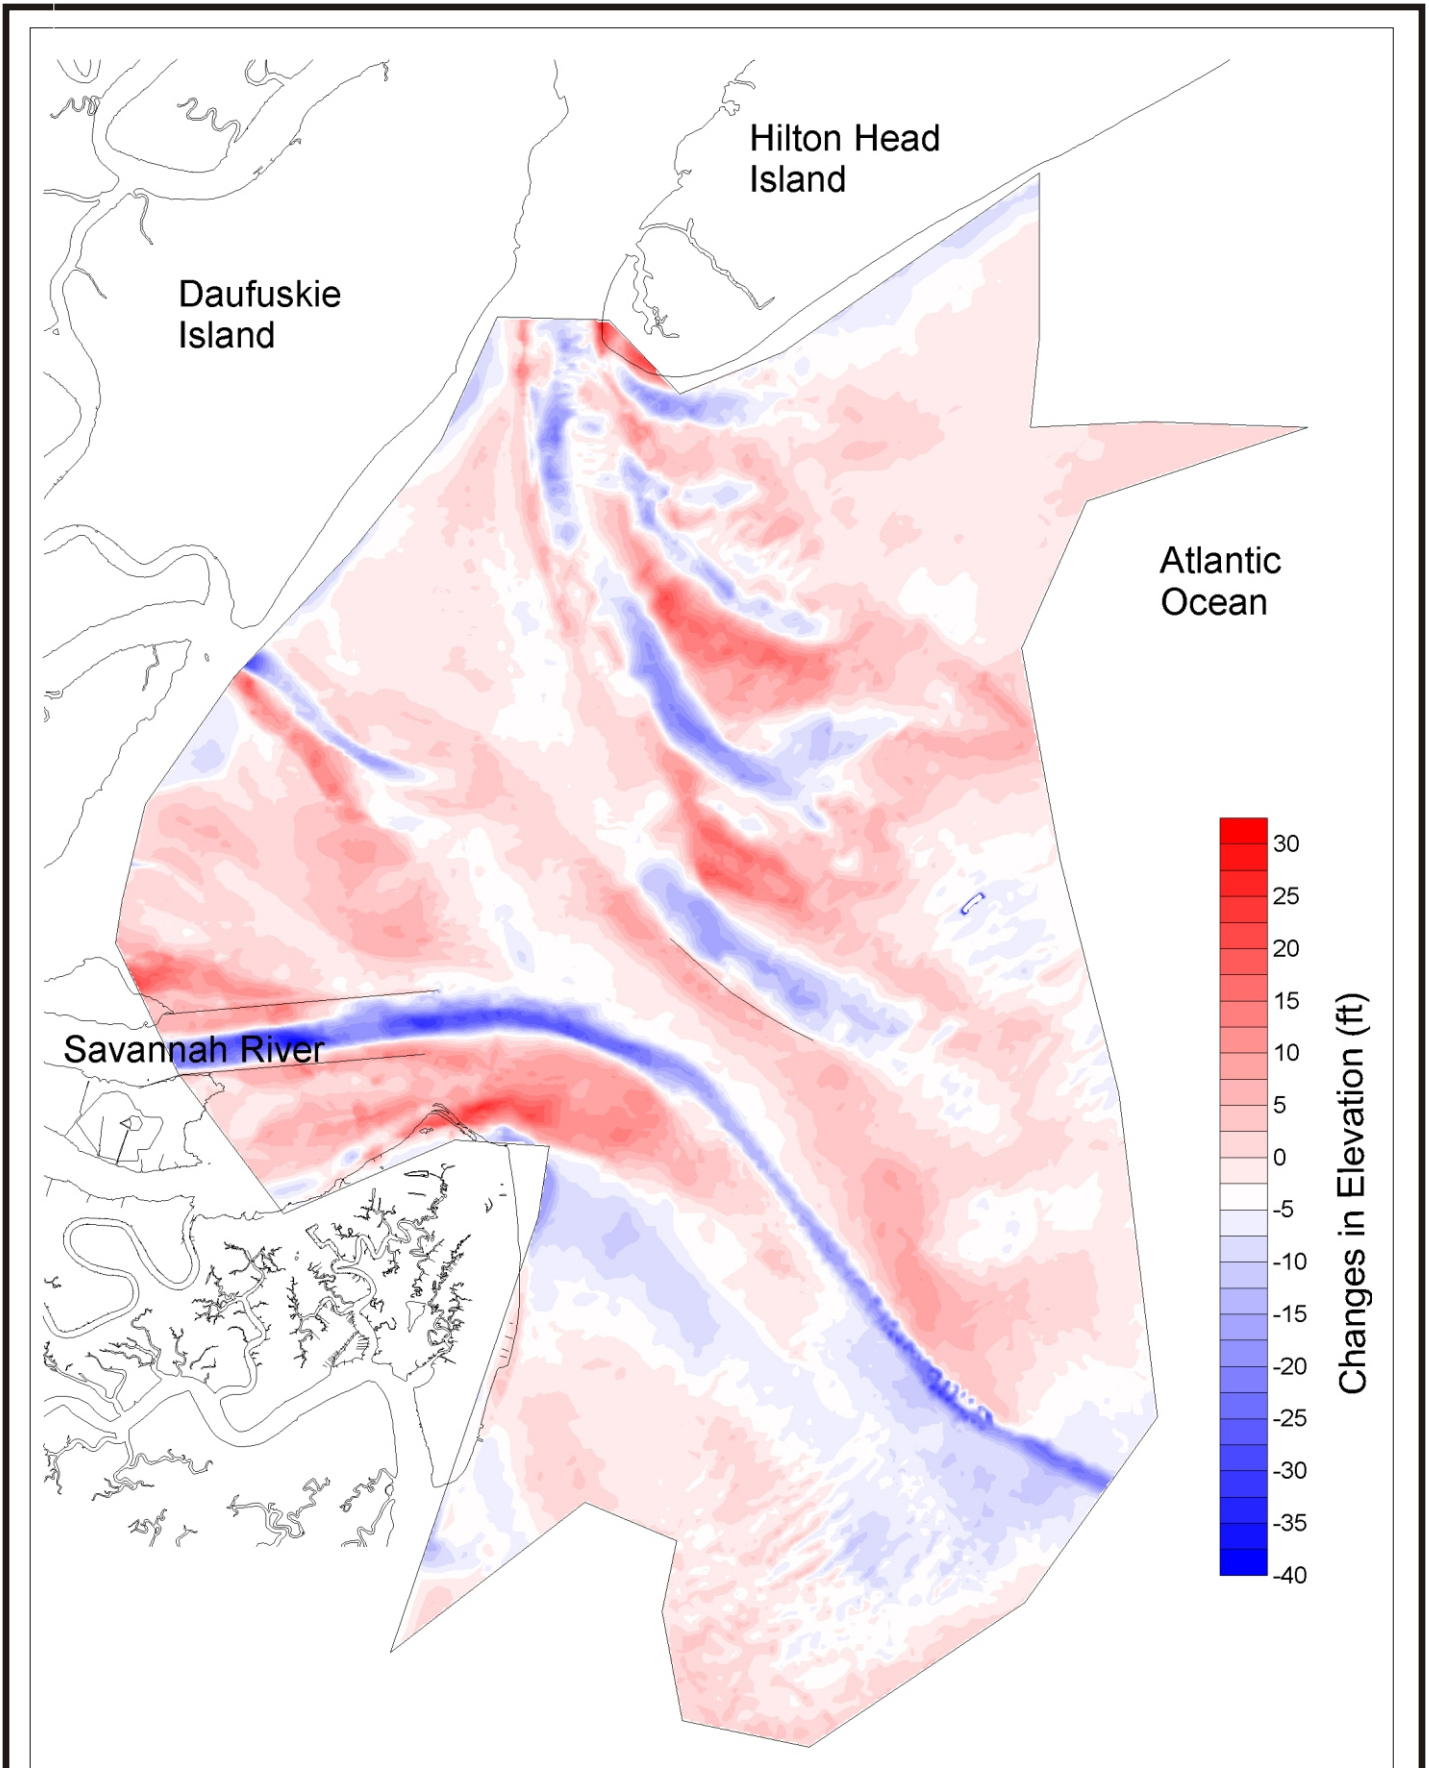 Hilton Head
Island
Daufuskie
Island
Atlantic
Ocean
Savannah River
30
25
20
15
10
5
0
-5
-10
-15
-20
-25
-30
-35
-40
Changes in Elevation (ft)